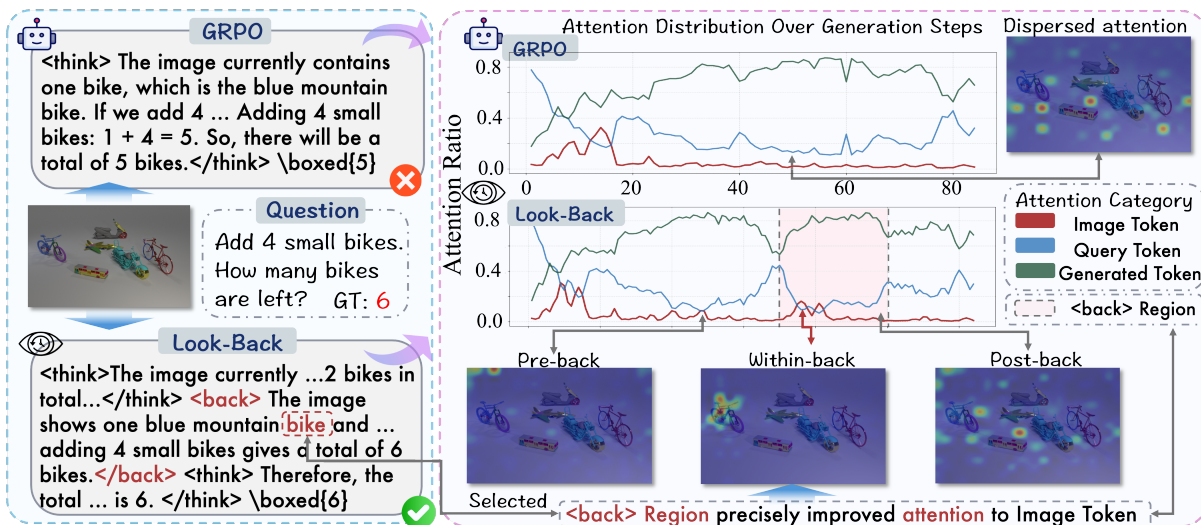 GRPO
<think> The image currently contains
one bike, which is the blue mountain
bike. If we add 4 ... Adding 4 small
bikes: 1 + 4 = 5. So, there will be a
total of 5 bikes.</think> \boxed{5}
Question
Add 4 small bikes.
How many bikes
are left? GT: 6
Look-Back
<think>The image currently ...2 bikes in
total...</think> <back> The image
shows one blue mountain bike and ...
adding 4 small bikes gives a total of 6
bikes.</back> <think> Therefore, the
total ... is 6. </think> \boxed{6}
Attention Distribution Over Generation Steps
Dispersed attention
GRPO
Attention Ratio
0.8
0.4
0.0
0 20 40 60 80
Look-Back
0.8
0.4
0.0
Attention Category
Image Token
Query Token
Generated Token
<back> Region
Pre-back
Within-back
Post-back
Selected
<back> Region precisely improved attention to Image Token